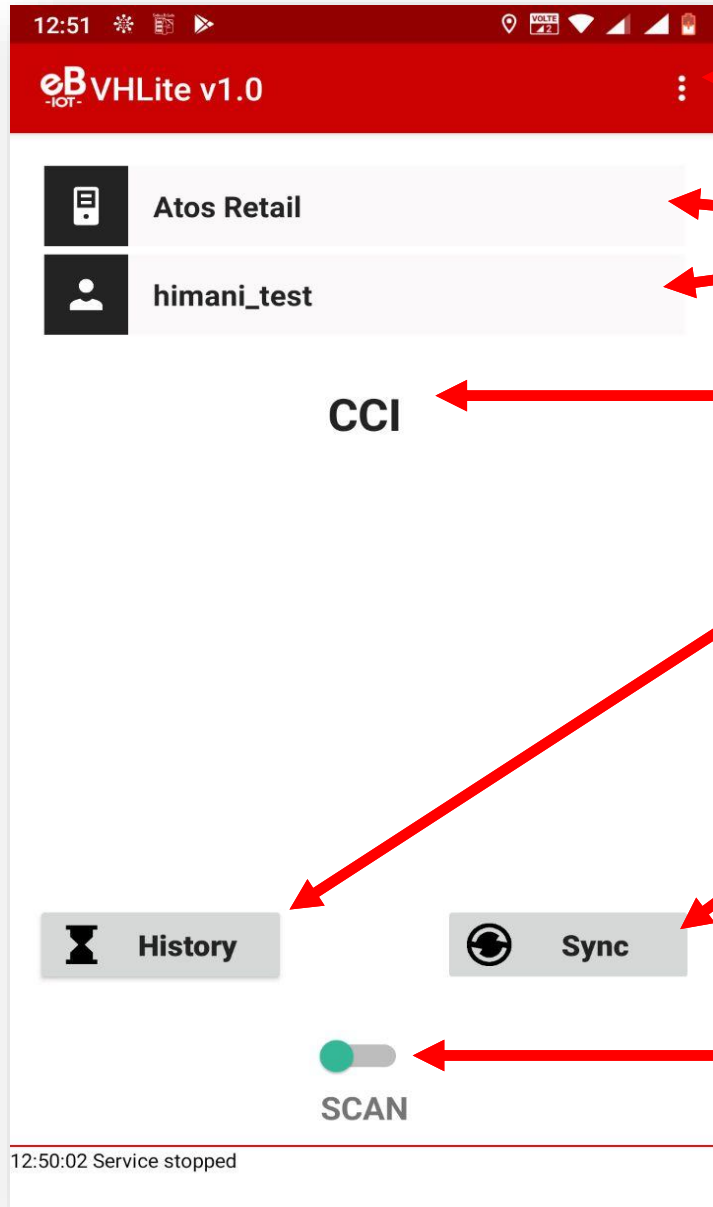 12:51
VOLTE
2
eB
-IOT-
VHLite v1.0
Atos Retail
himani_test
CCI
History
Sync
SCAN
12:50:02 Service stopped